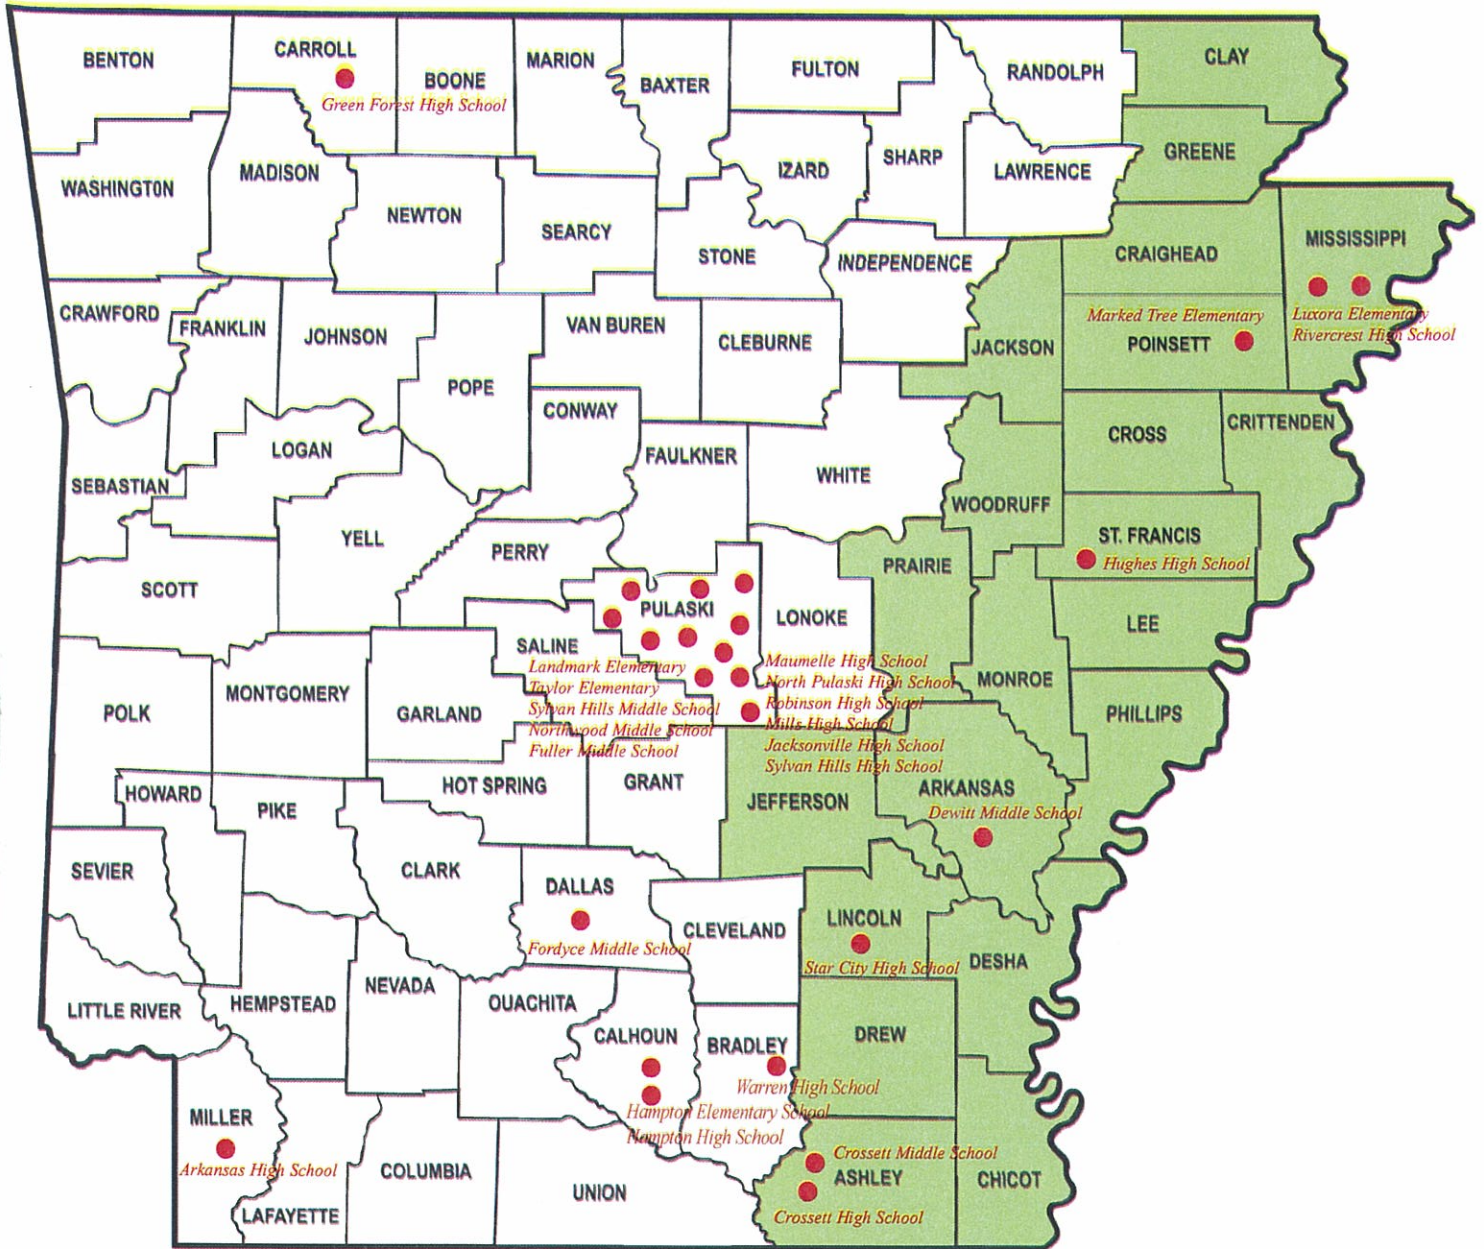 BENTON
CARROLL
Green Forest High School
BOONE
MARION
BAXTER
FULTON
RANDOLPH
CLAY
WASHINGTON
MADISON
NEWTON
SEARCY
STONE
IZARD
SHARP
LAWRENCE
GREENE
INDEPENDENCE
CRAIGHEAD
MISSISSIPPI
Luxora Elementary
Rivercrest High School
CRAWFORD
FRANKLIN
JOHNSON
POPE
VAN BUREN
CLEBURNE
JACKSON
Marked Tree Elementary
POINSETT
SEBASTIAN
LOGAN
CONWAY
FAULKNER
WHITE
WOODRUFF
CROSS
CRITTENDEN
SCOTT
YELL
PERRY
PULASKI
LONOKE
PRAIRIE
ST. FRANCIS
Hughes High School
LEE
POLK
MONTGOMERY
GARLAND
SALINE
Landmark Elementary
Taylor Elementary
Sylvan Hills Middle School
Northwood Middle School
Fuller Middle School
Maumelle High School
North Pulaski High School
Robinson High School
Mills High School
Jacksonville High School
Sylvan Hills High School
MONROE
PHILLIPS
HOWARD
PIKE
HOT SPRING
GRANT
JEFFERSON
ARKANSAS
Dewitt Middle School
SEVIER
CLARK
DALLAS
Fordyce Middle School
CLEVELAND
LINCOLN
Star City High School
DESHA
LITTLE RIVER
HEMPSTEAD
NEVADA
OUACHITA
CALHOUN
Hampton Elementary School
Hampton High School
BRADLEY
Warren High School
DREW
MILLER
Arkansas High School
LAFAYETTE
COLUMBIA
UNION
Crossett Middle School
ASHLEY
Crossett High School
CHICOT